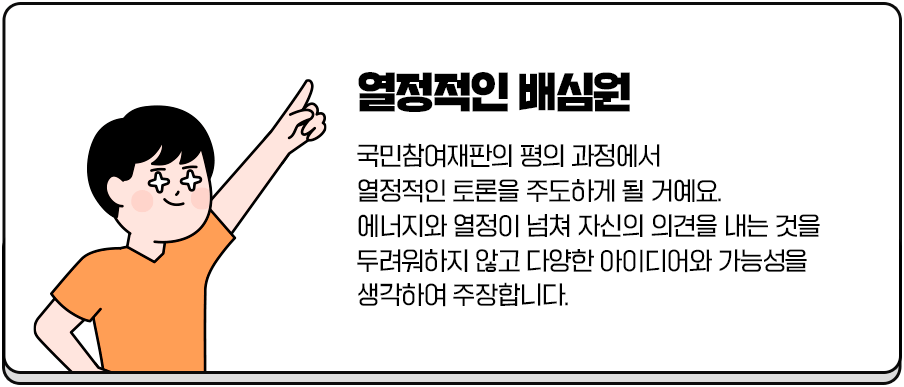 열정적인 배심원
국민참여재판의 평의 과정에서
열정적인 토론을 주도하게 될 거예요.
에너지와 열정이 넘쳐 자신의 의견을 내는 것을
두려워하지 않고 다양한 아이디어와 가능성을
생각하여 주장합니다.